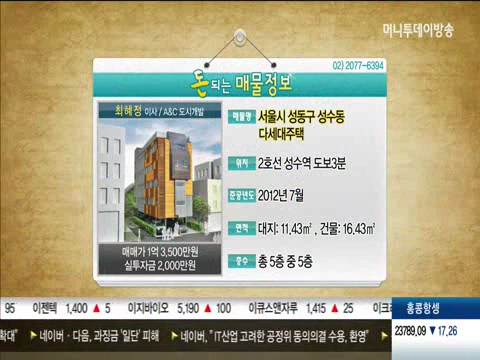 머니투데이방송
02) 2077-6394
돈 되는 매물정보
최혜정 이사 / A&C 도시개발
매매가 1억 3,500만원
실투자금 2,000만원
매물명 서울시 성동구 성수동
다세대주택
위치 2호선 성수역 도보3분
준공년도 2012년 7월
면적 대지: 11,43㎡, 건물: 16,43㎡
층수 총 5층 중 5층
95 이젠텍 1,400 ▲ 5 이지바이오 5,190 ▲ 100 이큐스앤자루 1,415 ▲ 25 이크
홍콩항셍
확대" ▶ 네이버·다음, 과징금 '일단' 피해 ▶ 네이버, "IT산업 고려한 공정위 동의의결 수용, 환영"
23789,09 ▼17,26